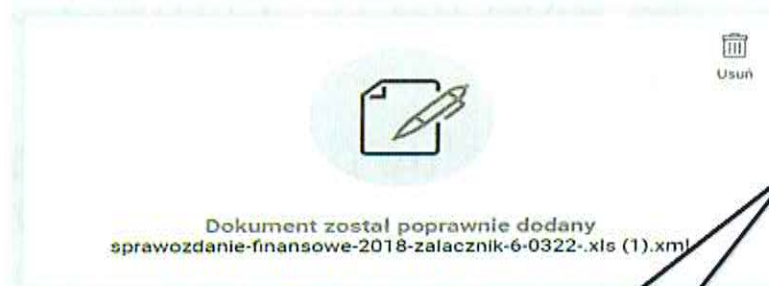 Usuń
Dokument został poprawnie dodany
sprawozdanie-finansowe-2018-zalacznik-6-0322-.xls (1).xml